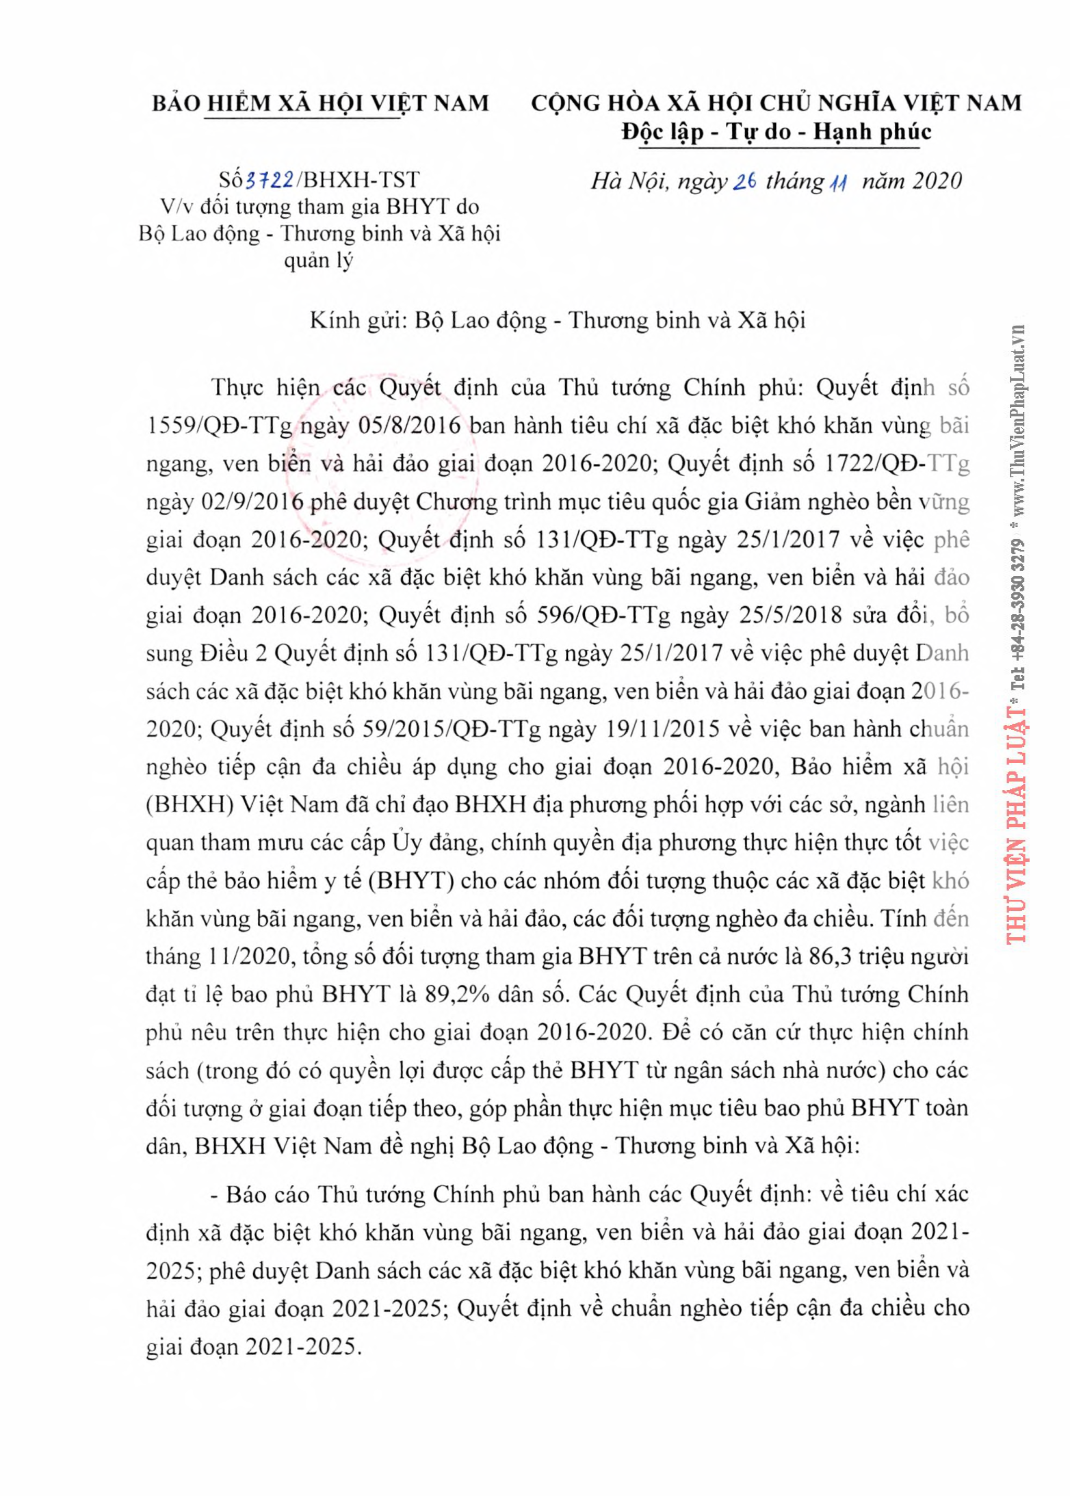 BẢO HIỂM XÃ HỘI VIỆT NAM
CỘNG HÒA XÃ HỘI CHỦ NGHĨA VIỆT NAM
Độc lập - Tự do - Hạnh phúc
Số 3722/BHXH-TST
Hà Nội, ngày 26 tháng 11 năm 2020
V/v đối tượng tham gia BHYT do
Bộ Lao động - Thương binh và Xã hội
quản lý
Kính gửi: Bộ Lao động - Thương binh và Xã hội
Thực hiện các Quyết định của Thủ tướng Chính phủ: Quyết định số
1559/QĐ-TTg ngày 05/8/2016 ban hành tiêu chí xã đặc biệt khó khăn vùng bãi
ngang, ven biển và hải đảo giai đoạn 2016-2020; Quyết định số 1722/QĐ-TTg
ngày 02/9/2016 phê duyệt Chương trình mục tiêu quốc gia Giảm nghèo bền vững
giai đoạn 2016-2020; Quyết định số 131/QĐ-TTg ngày 25/1/2017 về việc phê
duyệt Danh sách các xã đặc biệt khó khăn vùng bãi ngang, ven biển và hải đảo
giai đoạn 2016-2020; Quyết định số 596/QĐ-TTg ngày 25/5/2018 sửa đổi, bổ
sung Điều 2 Quyết định số 131/QĐ-TTg ngày 25/1/2017 về việc phê duyệt Danh
sách các xã đặc biệt khó khăn vùng bãi ngang, ven biển và hải đảo giai đoạn 2016-
2020; Quyết định số 59/2015/QĐ-TTg ngày 19/11/2015 về việc ban hành chuẩn
nghèo tiếp cận đa chiều áp dụng cho giai đoạn 2016-2020, Bảo hiểm xã hội
(BHXH) Việt Nam đã chỉ đạo BHXH địa phương phối hợp với các sở, ngành liên
quan tham mưu các cấp Ủy đảng, chính quyền địa phương thực hiện thực tốt việc
cấp thẻ bảo hiểm y tế (BHYT) cho các nhóm đối tượng thuộc các xã đặc biệt khó
khăn vùng bãi ngang, ven biển và hải đảo, các đối tượng nghèo đa chiều. Tính đến
tháng 11/2020, tổng số đối tượng tham gia BHYT trên cả nước là 86,3 triệu người
đạt tỉ lệ bao phủ BHYT là 89,2% dân số. Các Quyết định của Thủ tướng Chính
phủ nêu trên thực hiện cho giai đoạn 2016-2020. Để có căn cứ thực hiện chính
sách (trong đó có quyền lợi được cấp thẻ BHYT từ ngân sách nhà nước) cho các
đối tượng ở giai đoạn tiếp theo, góp phần thực hiện mục tiêu bao phủ BHYT toàn
dân, BHXH Việt Nam đề nghị Bộ Lao động - Thương binh và Xã hội:
- Báo cáo Thủ tướng Chính phủ ban hành các Quyết định: về tiêu chí xác
định xã đặc biệt khó khăn vùng bãi ngang, ven biển và hải đảo giai đoạn 2021-
2025; phê duyệt Danh sách các xã đặc biệt khó khăn vùng bãi ngang, ven biển và
hải đảo giai đoạn 2021-2025; Quyết định về chuẩn nghèo tiếp cận đa chiều cho
giai đoạn 2021-2025.
THƯ VIỆN PHÁP LUẬT* Tel: +84-28-3930 3279 * www.ThuVienPhapLuat.vn